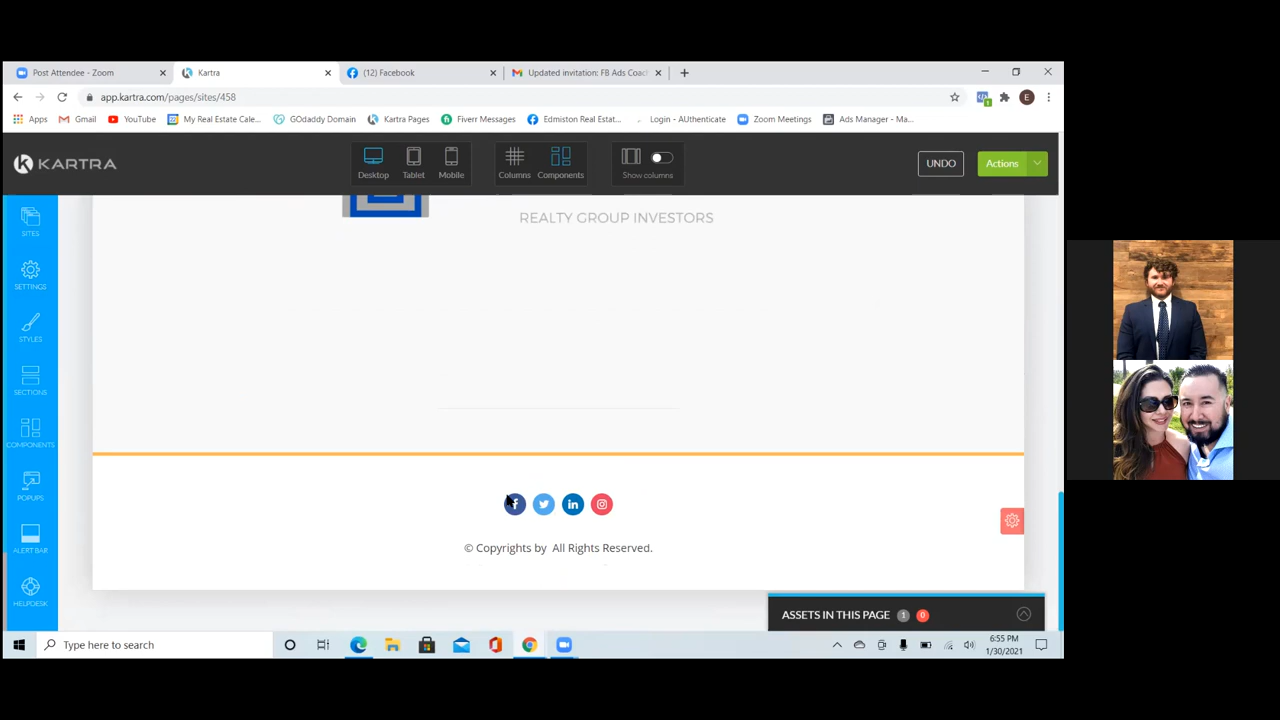 Post Attendee - Zoom
Kartra
(12) Facebook
Updated invitation: FB Ads Coac
app.kartra.com/pages/sites/458
E
Apps
Gmail
YouTube
My Real Estate Cale...
GOdaddy Domain
Kartra Pages
Fiverr Messages
Edmiston Real Estat...
Login - AUthenticate
Zoom Meetings
Ads Manager - Ma...
KARTRA
Desktop
Tablet
Mobile
Columns
Components
Show columns
UNDO
Actions
SITES
SETTINGS
STYLES
SECTIONS
COMPONENTS
POPUPS
ALERT BAR
HELPDESK
REALTY GROUP INVESTORS
© Copyrights by All Rights Reserved.
ASSETS IN THIS PAGE 1 0
Type here to search
6:55 PM
1/30/2021